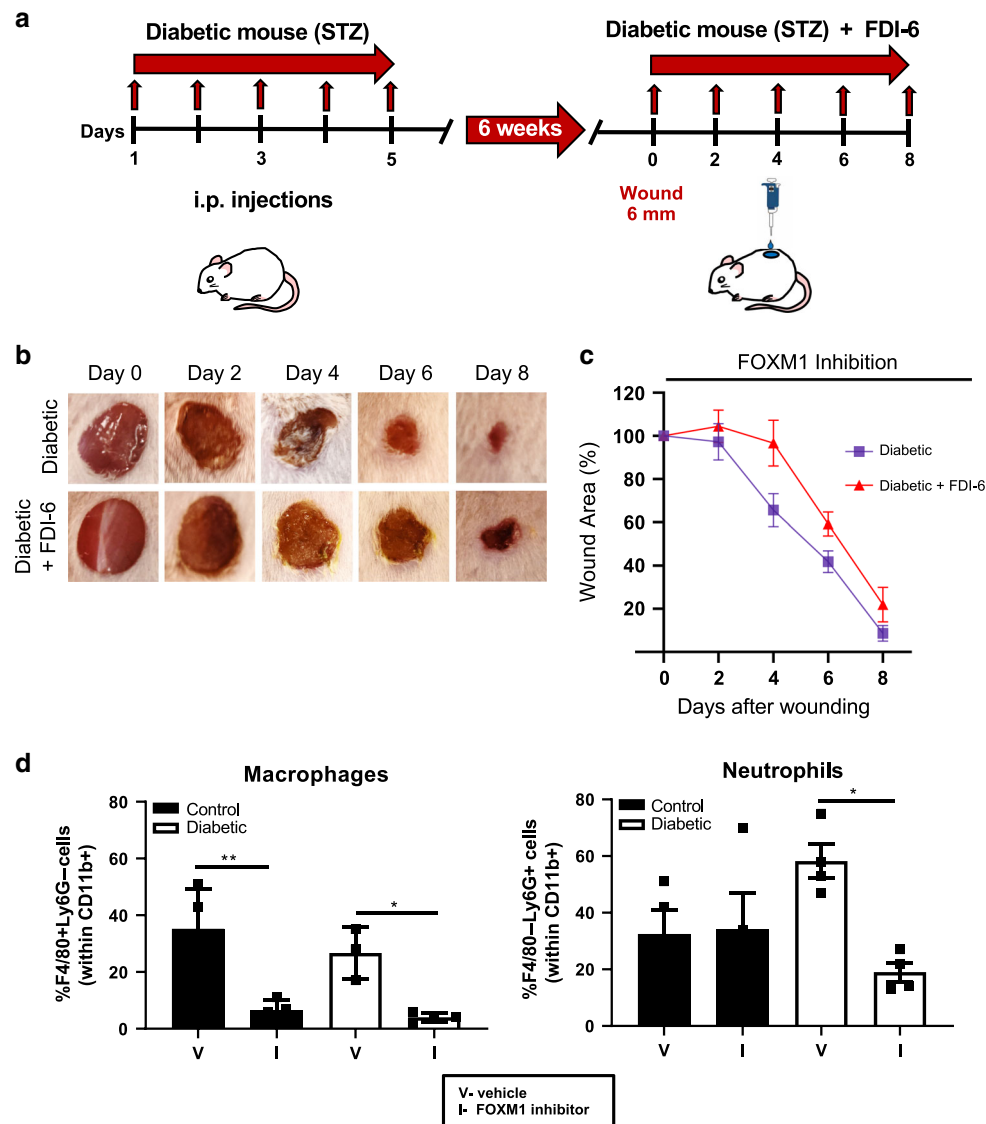 a
Diabetic mouse (STZ)
Diabetic mouse (STZ) + FDI-6
Days
1
3
5
6 weeks
0
2
4
6
8
i.p. injections
Wound
6 mm
b
Day 0
Day 2
Day 4
Day 6
Day 8
Diabetic
Diabetic
+ FDI-6
c
FOXM1 Inhibition
Wound Area (%)
120
100
80
60
40
20
0
2
4
6
8
Days after wounding
Diabetic
Diabetic + FDI-6
d
Macrophages
%F4/80+Ly6G–cells
(within CD11b+)
80
60
40
20
0
Control
Diabetic
**
*
V
I
V
I
Neutrophils
%F4/80–Ly6G+ cells
(within CD11b+)
80
60
40
20
0
Control
Diabetic
*
V
I
V
I
V- vehicle
I- FOXM1 inhibitor